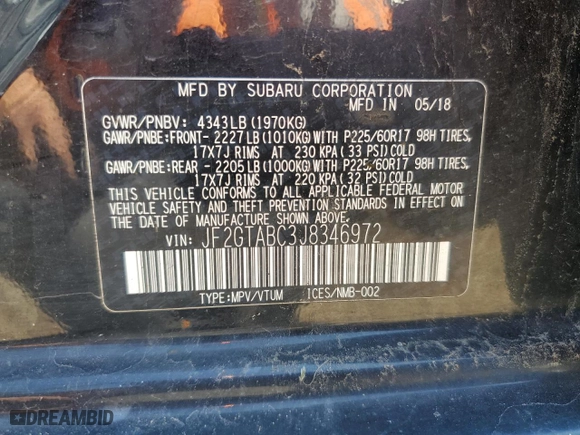 MFD BY SUBARU CORPORATION
MFD IN 05/18
GVWR/PNBV: 4343LB (1970KG)
GAWR/PNBE:FRONT- 2227LB(1010KG)WITH P225/60R17 98H TIRES,
17X7J RIMS AT 230 KPA(33 PSI)COLD
GAWR/PNBE:REAR - 2205LB(1000KG)WITH P225/60R17 98H TIRES,
17X7J RIMS AT 220 KPA(32 PSI)COLD
THIS VEHICLE CONFORMS TO ALL APPLICABLE FEDERAL MOTOR
VEHICLE SAFETY AND THEFT PREVENTION STANDARDS IN EFFECT ON
THE DATE OF MANUFACTURE SHOWN ABOVE.
VIN: JF2GTABC3J8346972
TYPE:MPV/VTUM ICES/NMB-002
DREAMBID